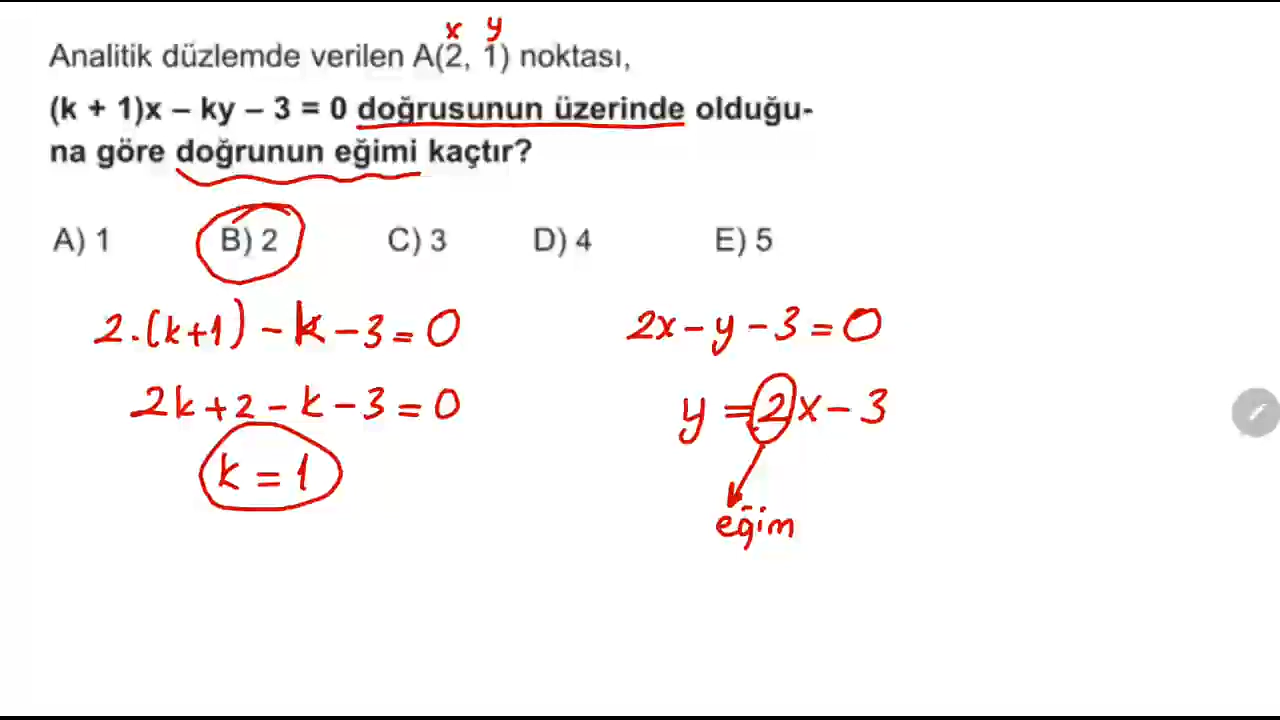 x y
Analitik düzlemde verilen A(2, 1) noktası,
(k + 1)x – ky – 3 = 0 doğrusunun üzerinde olduğu-
na göre doğrunun eğimi kaçtır?
A) 1 B) 2 C) 3 D) 4 E) 5
2.(k+1) - k - 3 = 0
2k+2 - k - 3 = 0
k = 1
2x - y - 3 = 0
y = 2x - 3
eğim